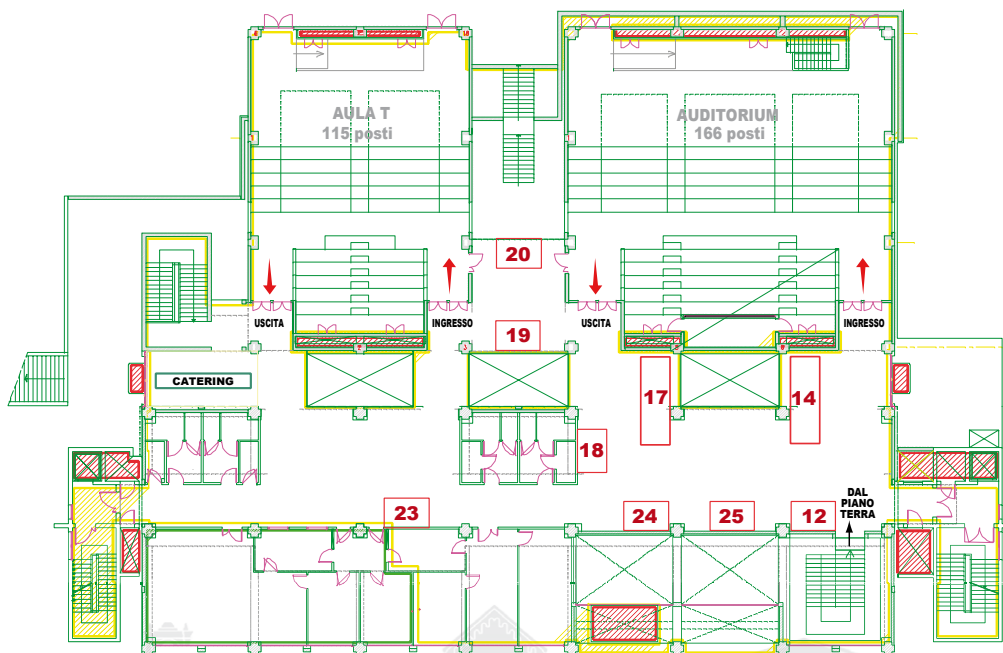 AULA T
115 posti
AUDITORIUM
166 posti
20
USCITA
INGRESSO
USCITA
INGRESSO
19
CATERING
17
14
18
DAL
PIANO
TERRA
23
24
25
12